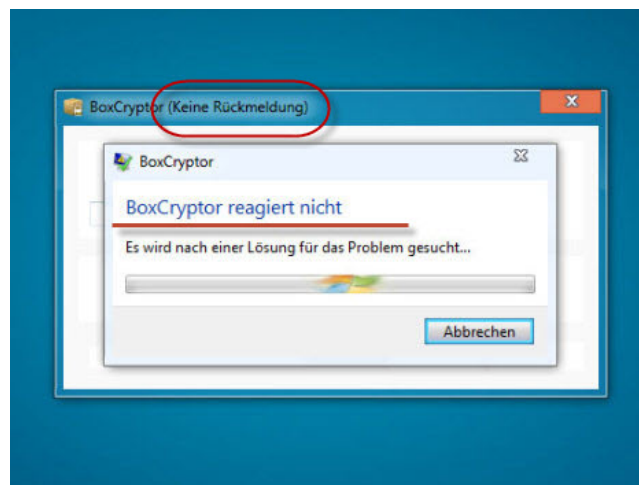 BoxCryptor (Keine Rückmeldung)
BoxCryptor
BoxCryptor reagiert nicht
Es wird nach einer Lösung für das Problem gesucht...
Abbrechen